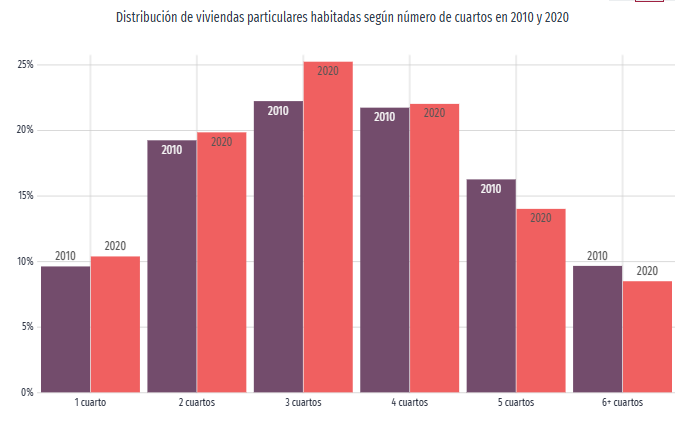 Distribución de viviendas particulares habitadas según número de cuartos en 2010 y 2020
25%
20%
15%
10%
5%
0%
2010
2020
2010
2020
2010
2020
2010
2020
2010
2020
2010
2020
1 cuarto
2 cuartos
3 cuartos
4 cuartos
5 cuartos
6+ cuartos